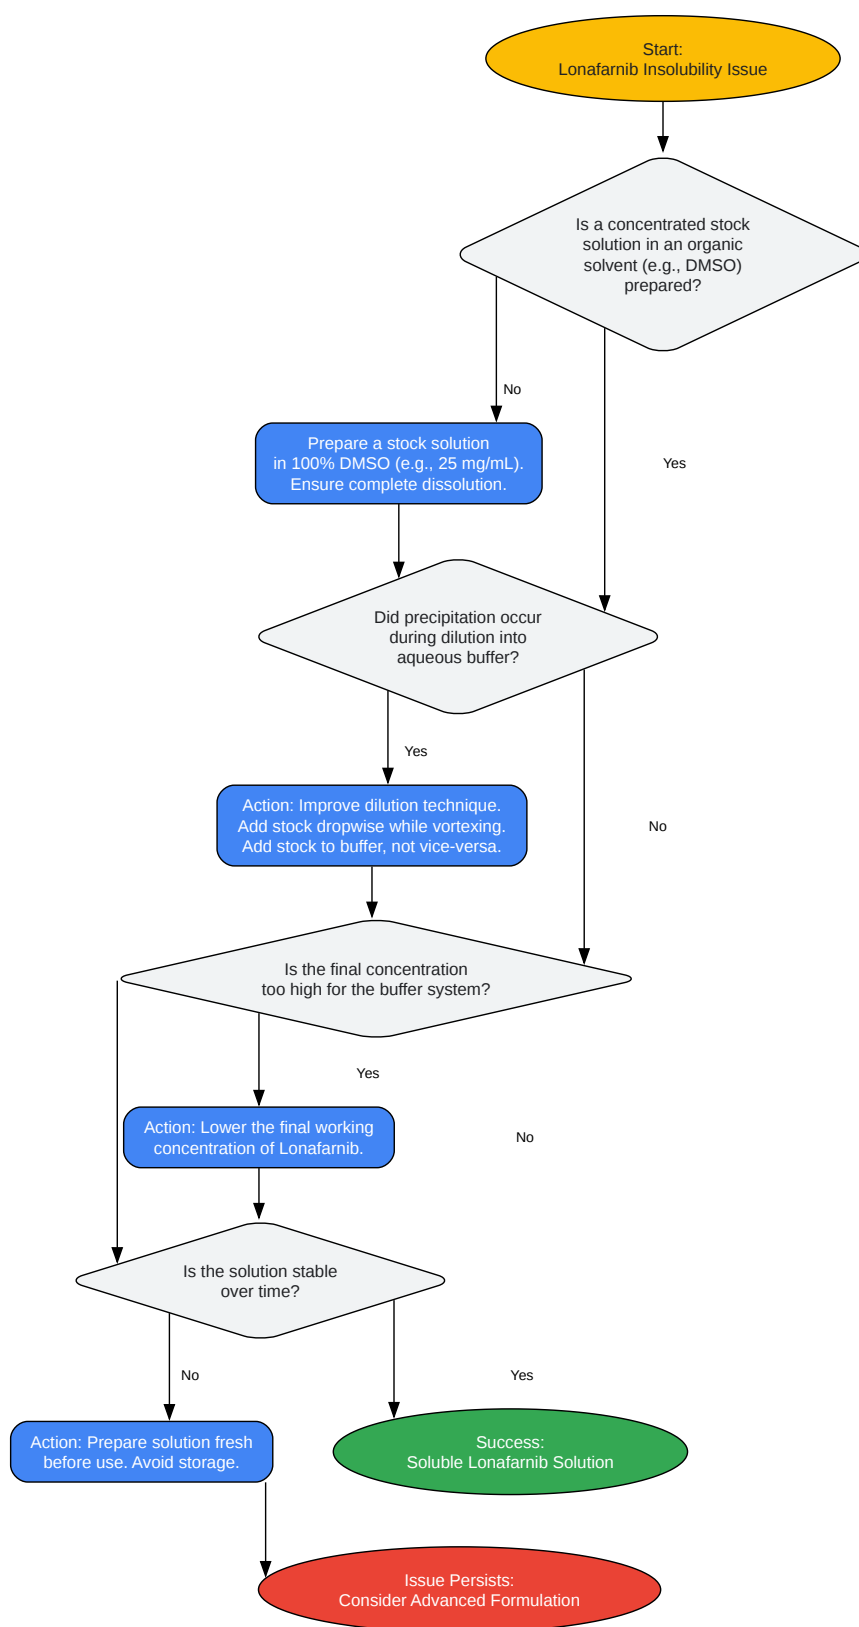 Start:
Lonafarnib Insolubility Issue
Is a concentrated stock
solution in an organic
solvent (e.g., DMSO)
prepared?
No
Prepare a stock solution
in 100% DMSO (e.g., 25 mg/mL).
Ensure complete dissolution.
Yes
Did precipitation occur
during dilution into
aqueous buffer?
Yes
Action: Improve dilution technique.
Add stock dropwise while vortexing.
Add stock to buffer, not vice-versa.
No
Is the final concentration
too high for the buffer system?
Yes
Action: Lower the final working
concentration of Lonafarnib.
No
Is the solution stable
over time?
No
Yes
Action: Prepare solution fresh
before use. Avoid storage.
Success:
Soluble Lonafarnib Solution
Issue Persists:
Consider Advanced Formulation